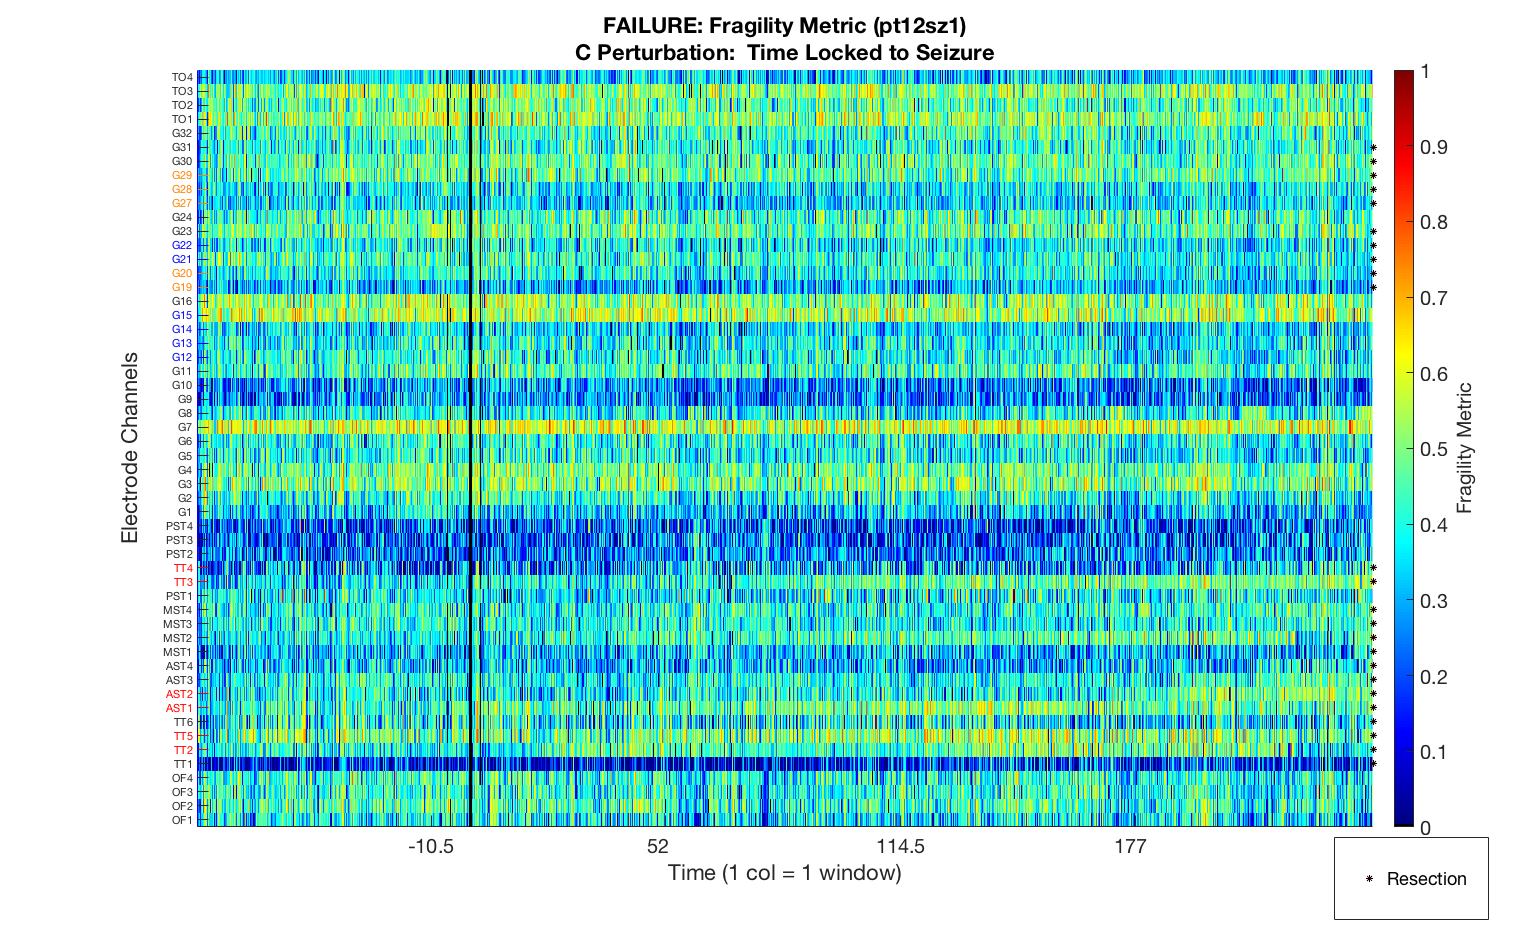 FAILURE: Fragility Metric (pt12sz1)
C Perturbation: Time Locked to Seizure
Electrode Channels
TO4
TO3
TO2
TO1
G32
G31
G30
G29
G28
G27
G24
G23
G22
G21
G20
G19
G16
G15
G14
G13
G12
G11
G10
G9
G8
G7
G6
G5
G4
G3
G2
G1
PST4
PST3
PST2
TT4
TT3
PST1
MST4
MST3
MST2
MST1
AST4
AST3
AST2
AST1
TT6
TT5
TT2
TT1
OF4
OF3
OF2
OF1
-10.5
52
114.5
177
Time (1 col = 1 window)
1
0.9
0.8
0.7
0.6
0.5
0.4
0.3
0.2
0.1
0
Fragility Metric
* Resection